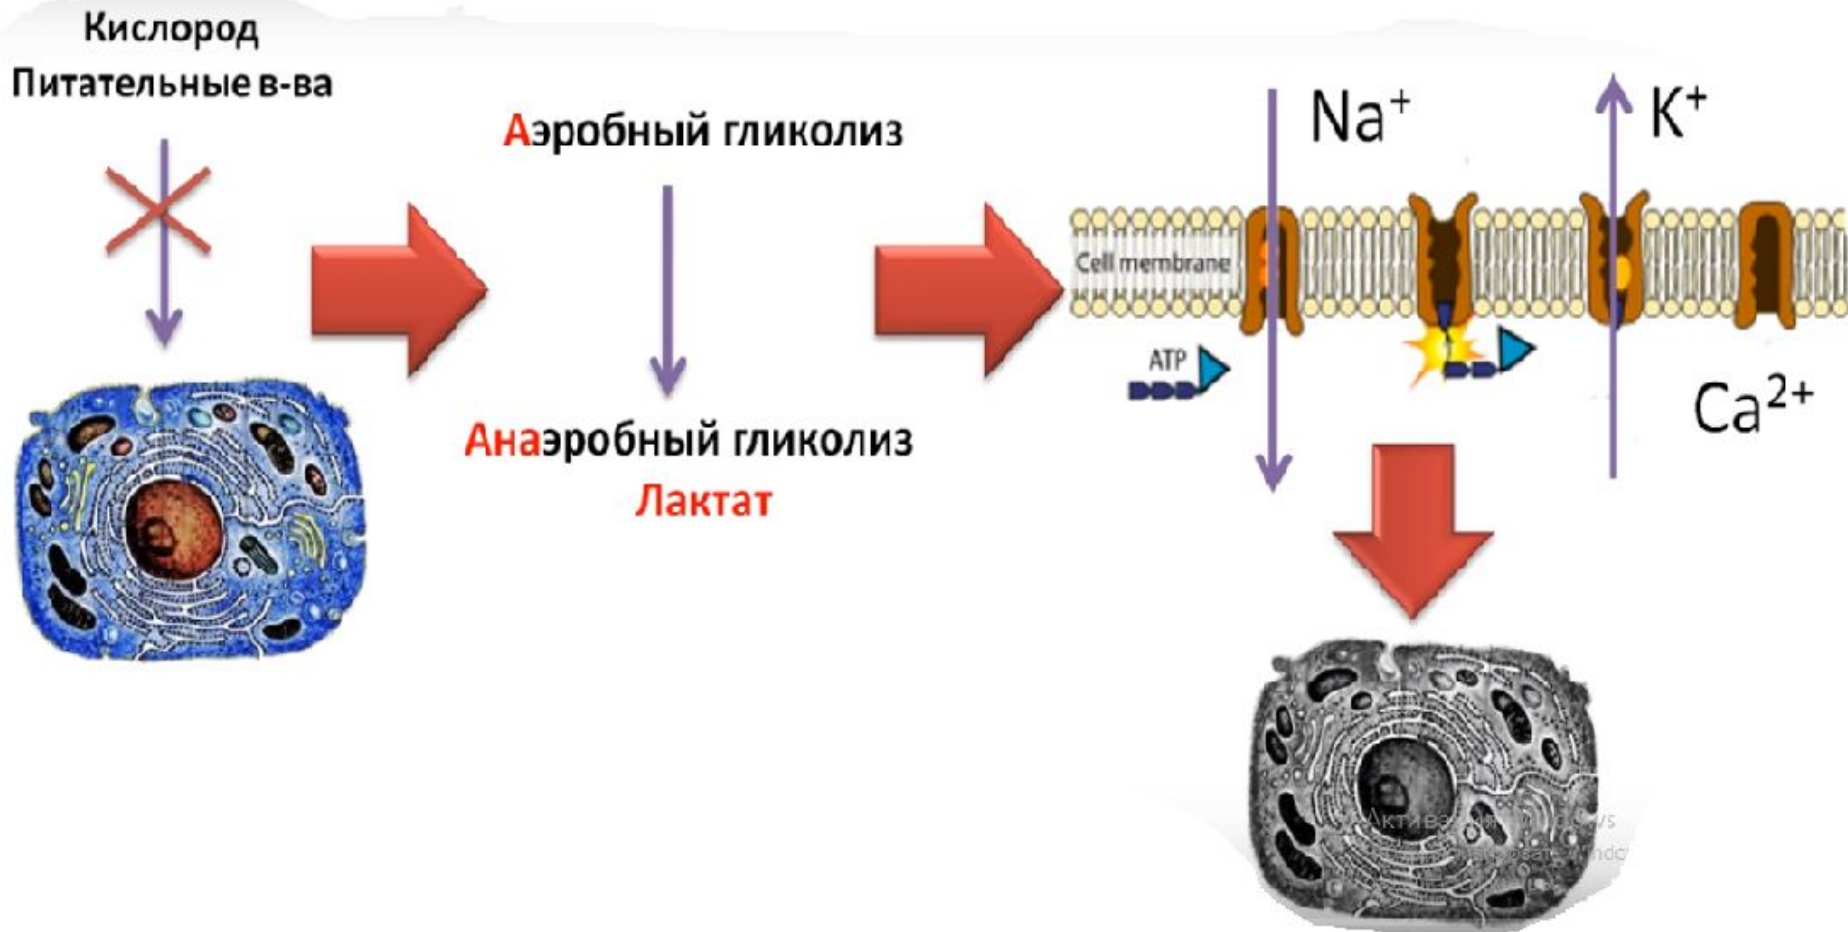 Кислород
Питательные в-ва
Аэробный гликолиз
Анаэробный гликолиз
Лактат
Na⁺
K⁺
Cell membrane
ATP
Ca²⁺